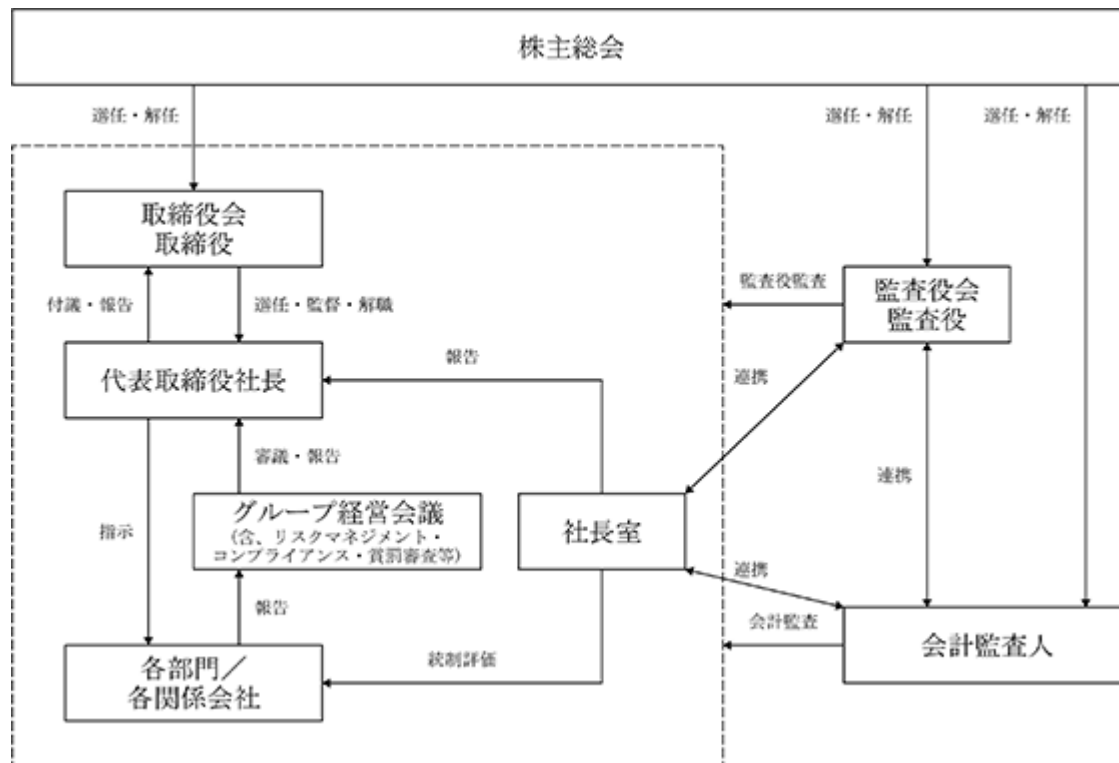 株主総会
選任・解任
選任・解任
選任・解任
取締役会
取締役
付議・報告
選任・監督・解職
監査役監査
監査役会
監査役
代表取締役社長
報告
連携
審議・報告
連携
指示
グループ経営会議
(含、リスクマネジメント・
コンプライアンス・賞罰審査等)
社長室
連携
報告
会計監査
会計監査人
各部門／
各関係会社
統制評価